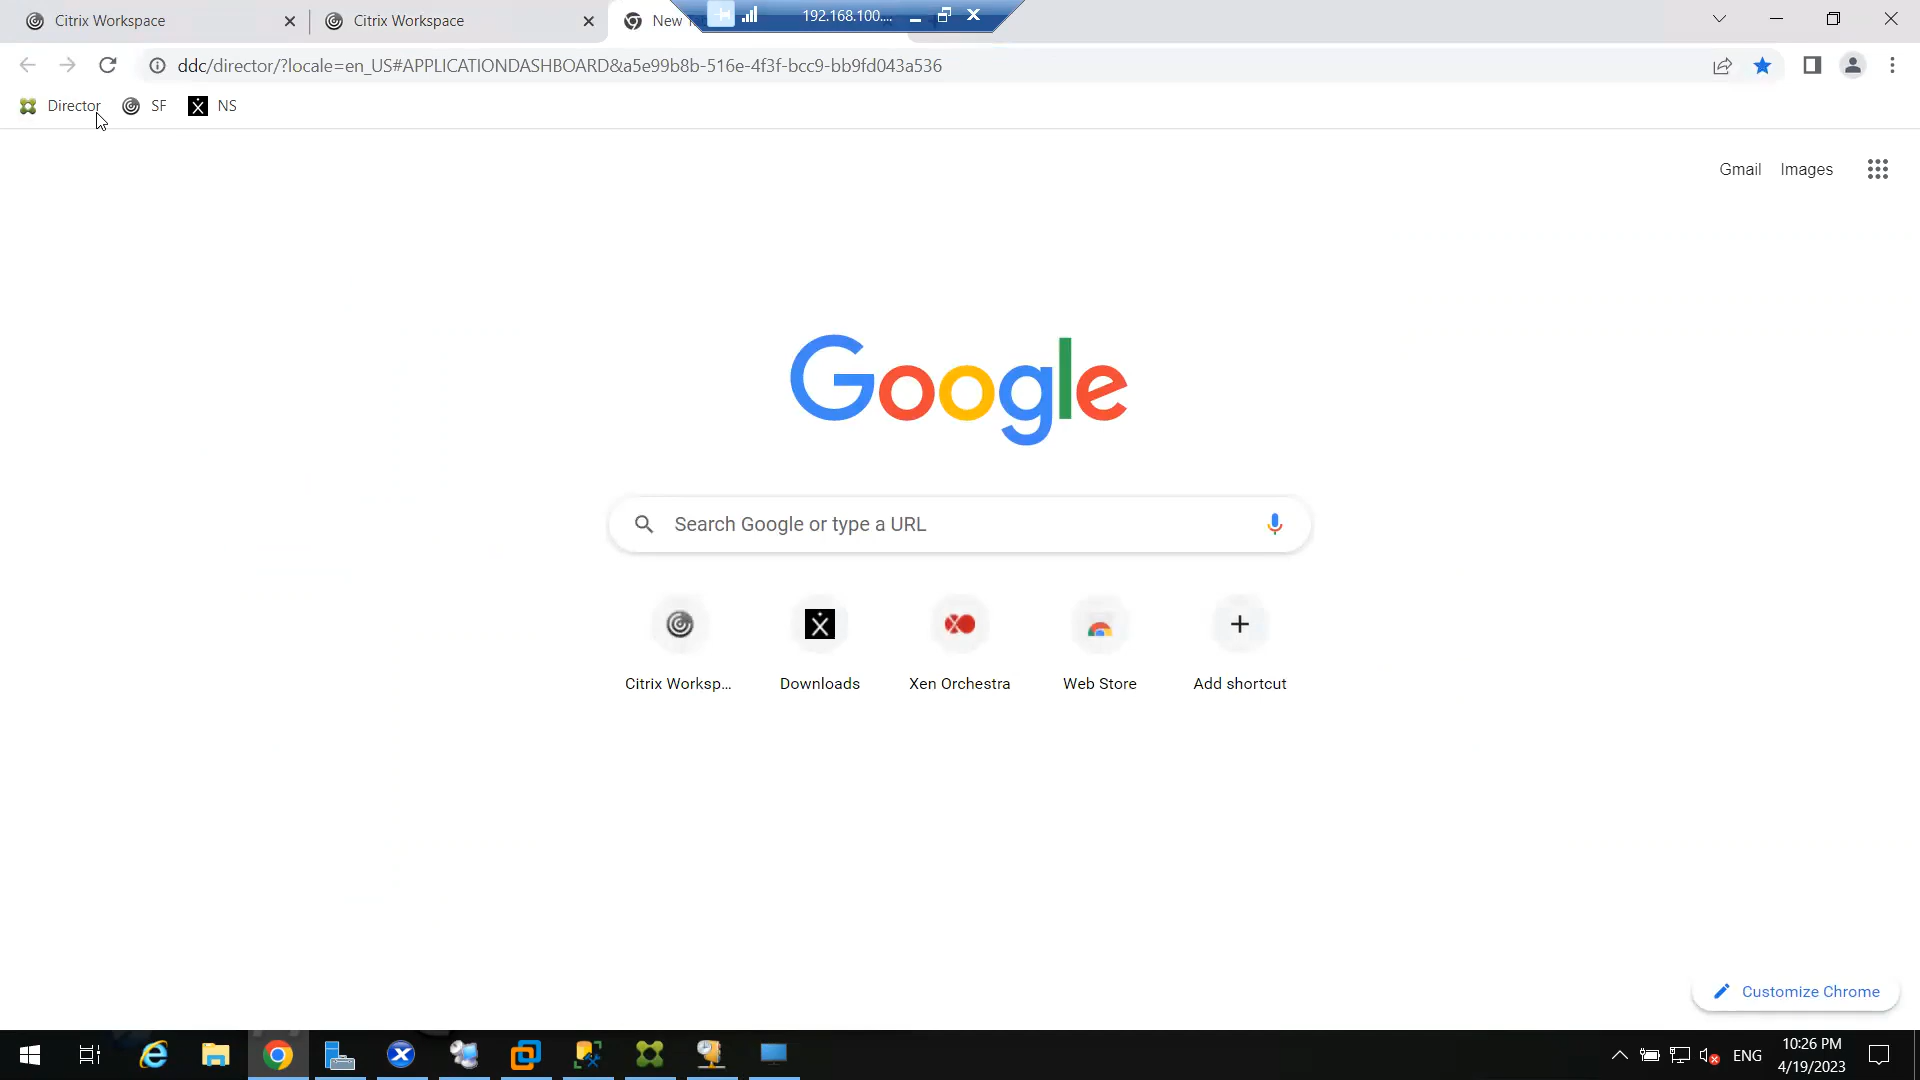 Citrix Workspace
Citrix Workspace
New
192.168.100....
ddc/director/?locale=en_US#APPLICATIONDASHBOARD&a5e99b8b-516e-4f3f-bcc9-bb9fd043a536
Director
SF
NS
Gmail
Images
Google
Search Google or type a URL
Citrix Worksp...
Downloads
Xen Orchestra
Web Store
Add shortcut
Customize Chrome
ENG
10:26 PM
4/19/2023